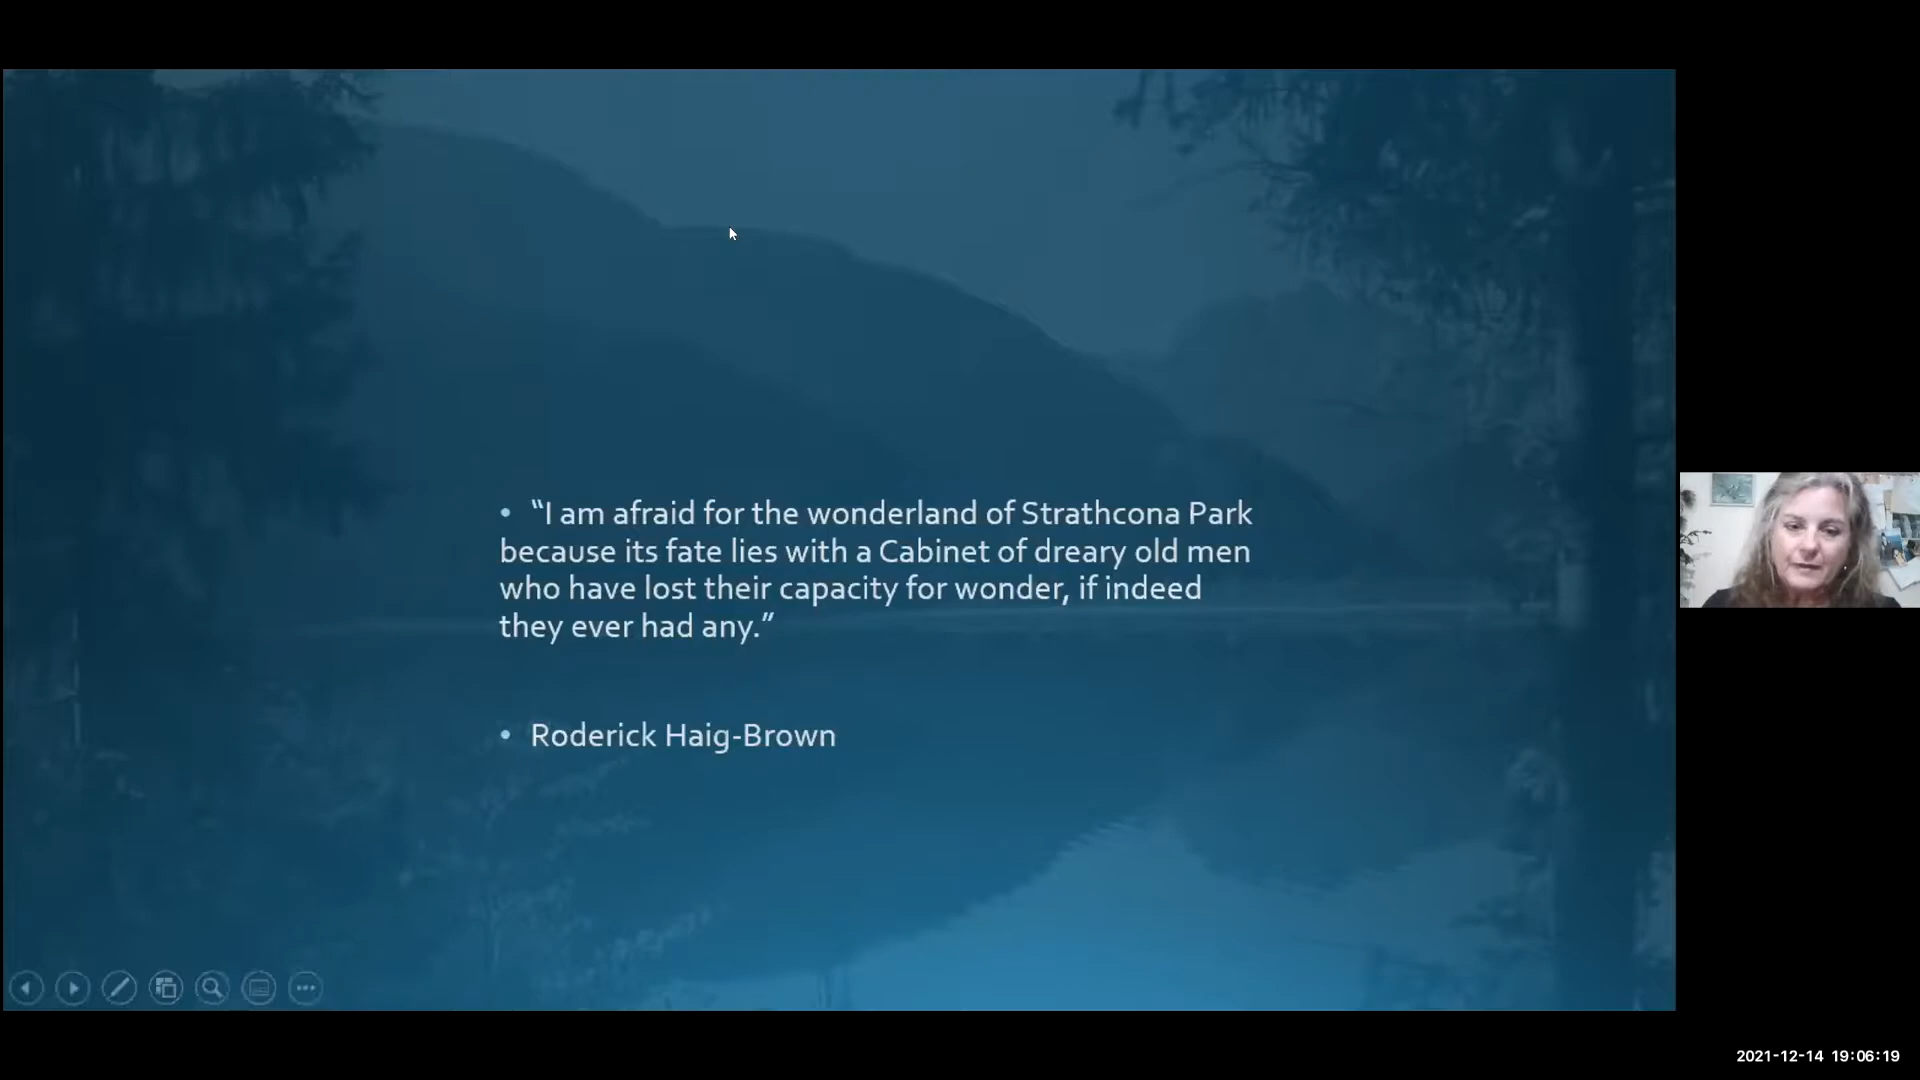 • “I am afraid for the wonderland of Strathcona Park
because its fate lies with a Cabinet of dreary old men
who have lost their capacity for wonder, if indeed
they ever had any.”
• Roderick Haig-Brown
2021-12-14 19:06:19